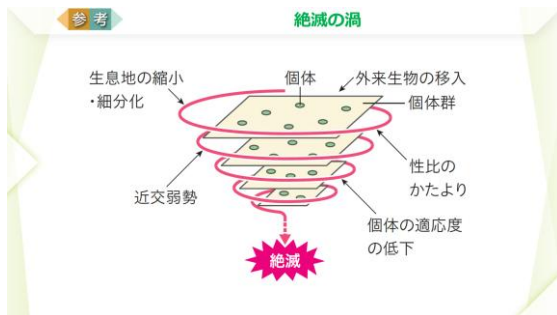 参考
絶滅の渦
生息地の縮小
・細分化
個体
外来生物の移入
個体群
性比の
かたより
近交弱勢
個体の適応度
の低下
絶滅